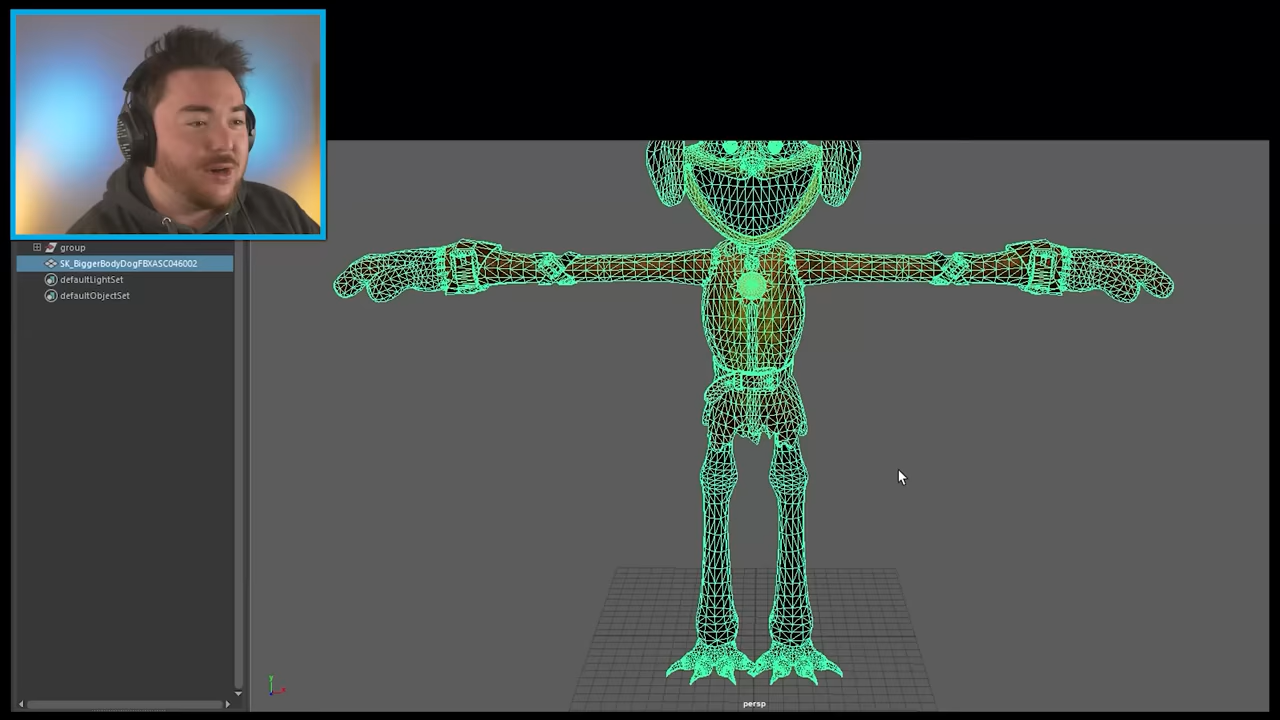 group
SK_BiggerBodyDogFBXASC046002
defaultLightSet
defaultObjectSet
persp